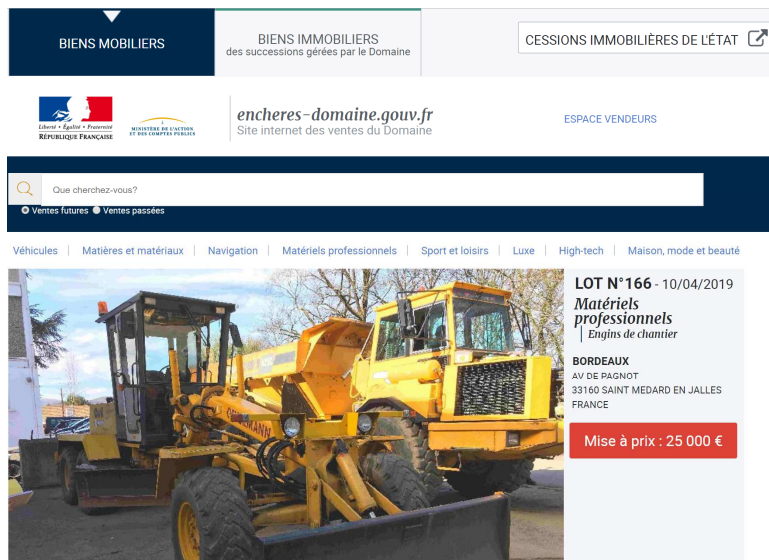 BIENS MOBILIERS
BIENS IMMOBILIERS
des successions gérées par le Domaine
CESSIONS IMMOBILIÈRES DE L'ÉTAT
Liberté • Égalité • Fraternité
RÉPUBLIQUE FRANÇAISE
MINISTÈRE DE L'ACTION
ET DES COMPTES PUBLICS
encheres-domaine.gouv.fr
Site internet des ventes du Domaine
ESPACE VENDEURS
Que cherchez-vous?
Ventes futures Ventes passées
Véhicules | Matières et matériaux | Navigation | Matériels professionnels | Sport et loisirs | Luxe | High-tech | Maison, mode et beauté
LOT N°166 - 10/04/2019
Matériels
professionnels
Engins de chantier
BORDEAUX
AV DE PAGNOT
33160 SAINT MEDARD EN JALLES
FRANCE
Mise à prix : 25 000 €